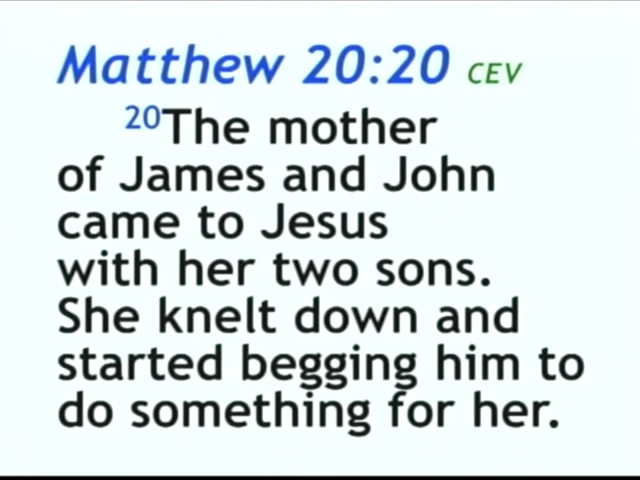 Matthew 20:20 CEV
20The mother
of James and John
came to Jesus
with her two sons.
She knelt down and
started begging him to
do something for her.